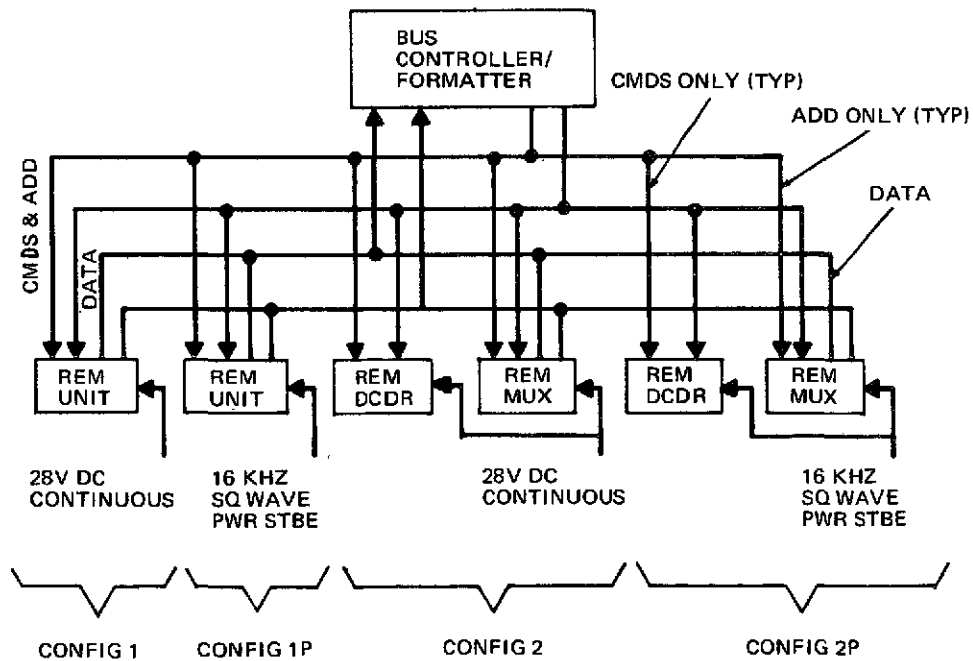 BUS
CONTROLLER/
FORMATTER
CMDS ONLY (TYP)
ADD ONLY (TYP)
DATA
CMDS & ADD
DATA
REM
UNIT
REM
UNIT
REM
DCDR
REM
MUX
REM
DCDR
REM
MUX
28V DC
CONTINUOUS
16 KHZ
SQ WAVE
PWR STBE
28V DC
CONTINUOUS
16 KHZ
SQ WAVE
PWR STBE
CONFIG 1
CONFIG 1P
CONFIG 2
CONFIG 2P